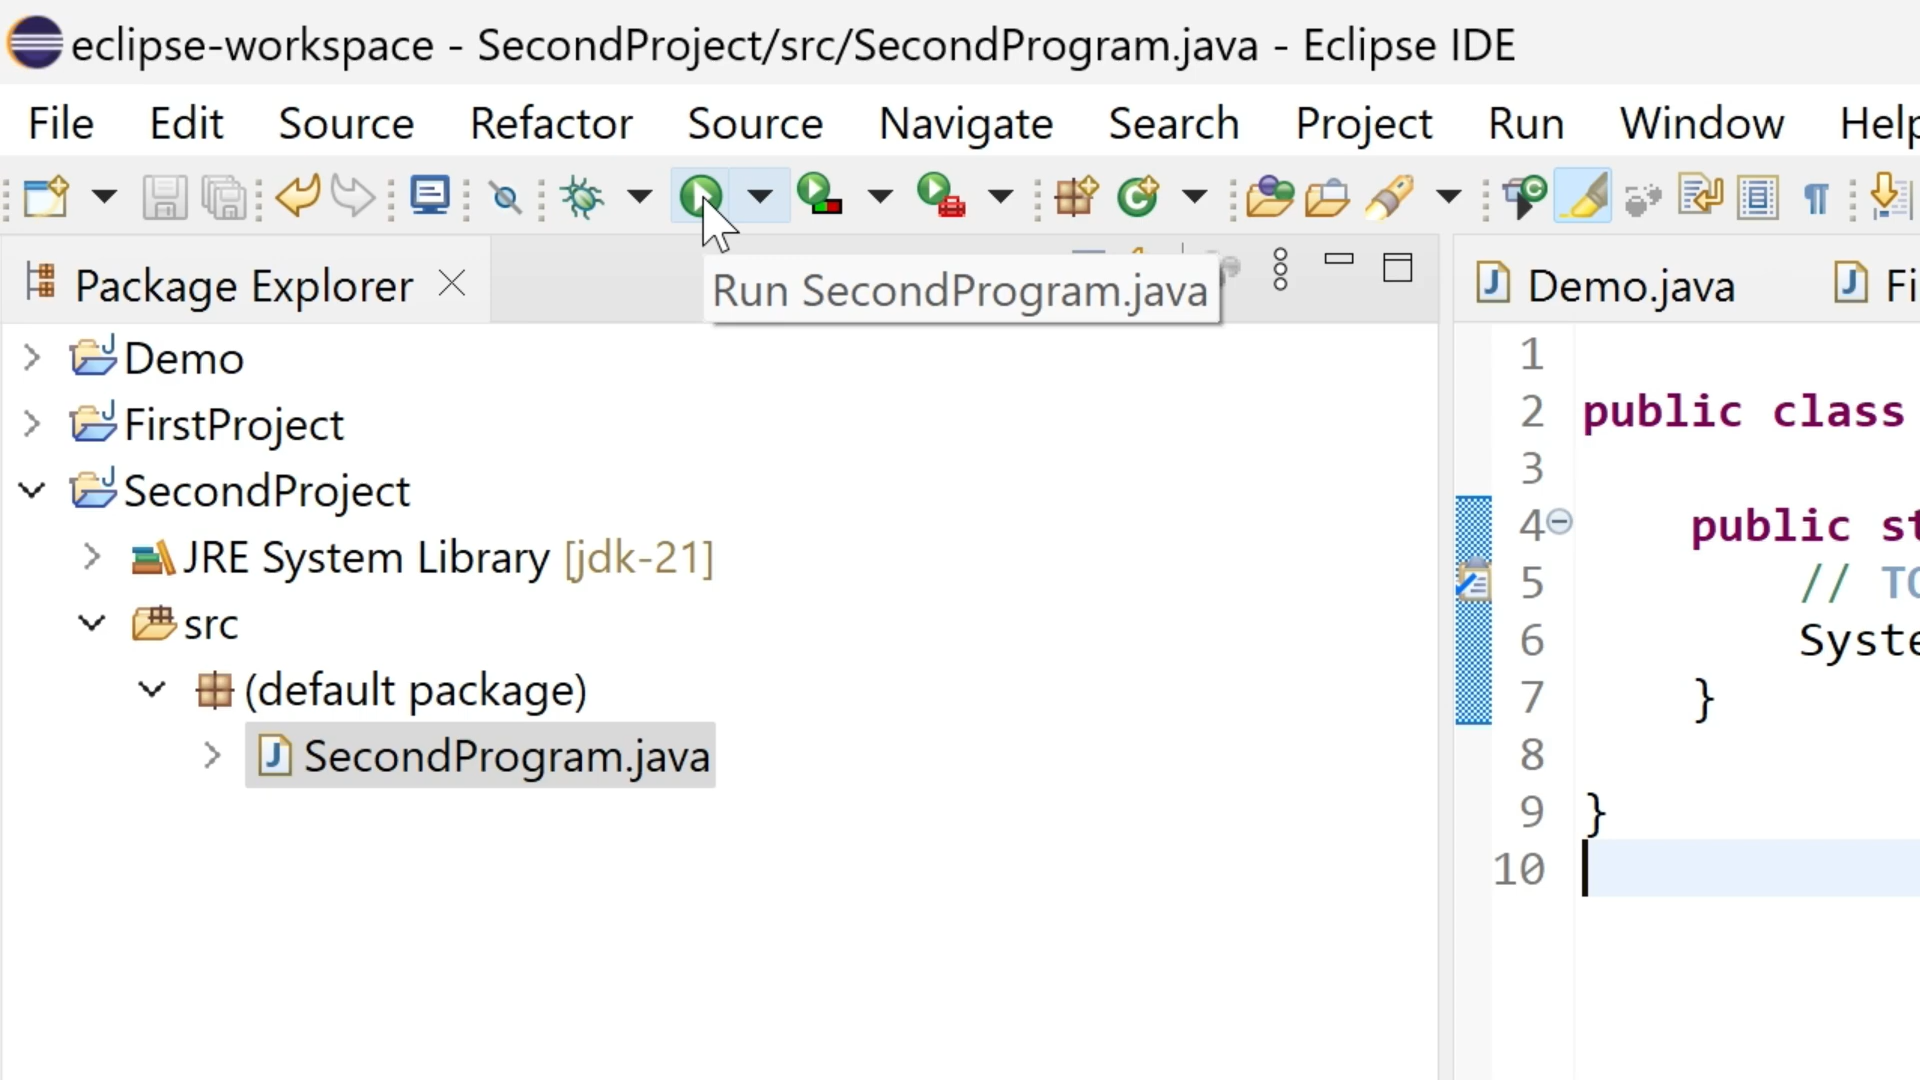 eclipse-workspace - SecondProject/src/SecondProgram.java - Eclipse IDE
File Edit Source Refactor Source Navigate Search Project Run Window Help
Package Explorer
Run SecondProgram.java
Demo
FirstProject
SecondProject
JRE System Library [jdk-21]
src
(default package)
SecondProgram.java
Demo.java
1
2 public class
3
4 public
5 //
6
7 }
8
9 }
10